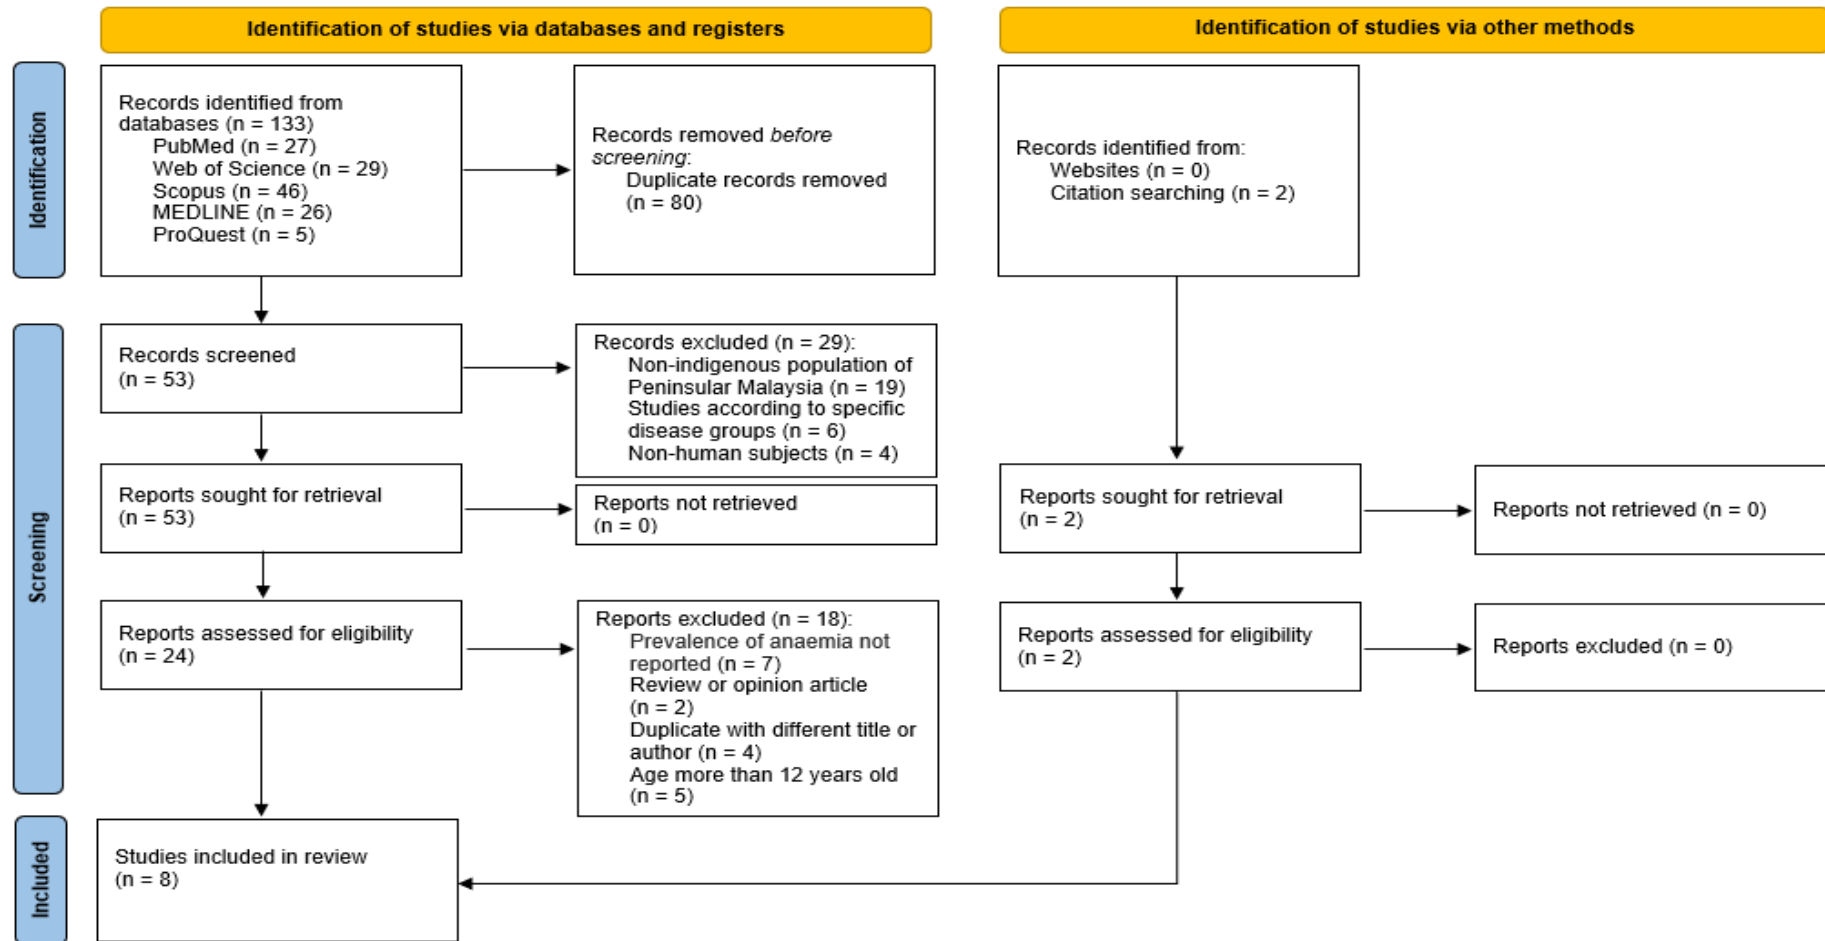 Identification of studies via databases and registers
Identification of studies via other methods
Identification
Records identified from
databases (n = 133)
PubMed (n = 27)
Web of Science (n = 29)
Scopus (n = 46)
MEDLINE (n = 26)
ProQuest (n = 5)
Records removed before
screening:
Duplicate records removed
(n = 80)
Records identified from:
Websites (n = 0)
Citation searching (n = 2)
Screening
Records screened
(n = 53)
Records excluded (n = 29):
Non-indigenous population of
Peninsular Malaysia (n = 19)
Studies according to specific
disease groups (n = 6)
Non-human subjects (n = 4)
Reports sought for retrieval
(n = 53)
Reports not retrieved
(n = 0)
Reports sought for retrieval
(n = 2)
Reports not retrieved (n = 0)
Reports assessed for eligibility
(n = 24)
Reports excluded (n = 18):
Prevalence of anaemia not
reported (n = 7)
Review or opinion article
(n = 2)
Duplicate with different title or
author (n = 4)
Age more than 12 years old
(n = 5)
Reports assessed for eligibility
(n = 2)
Reports excluded (n = 0)
Included
Studies included in review
(n = 8)